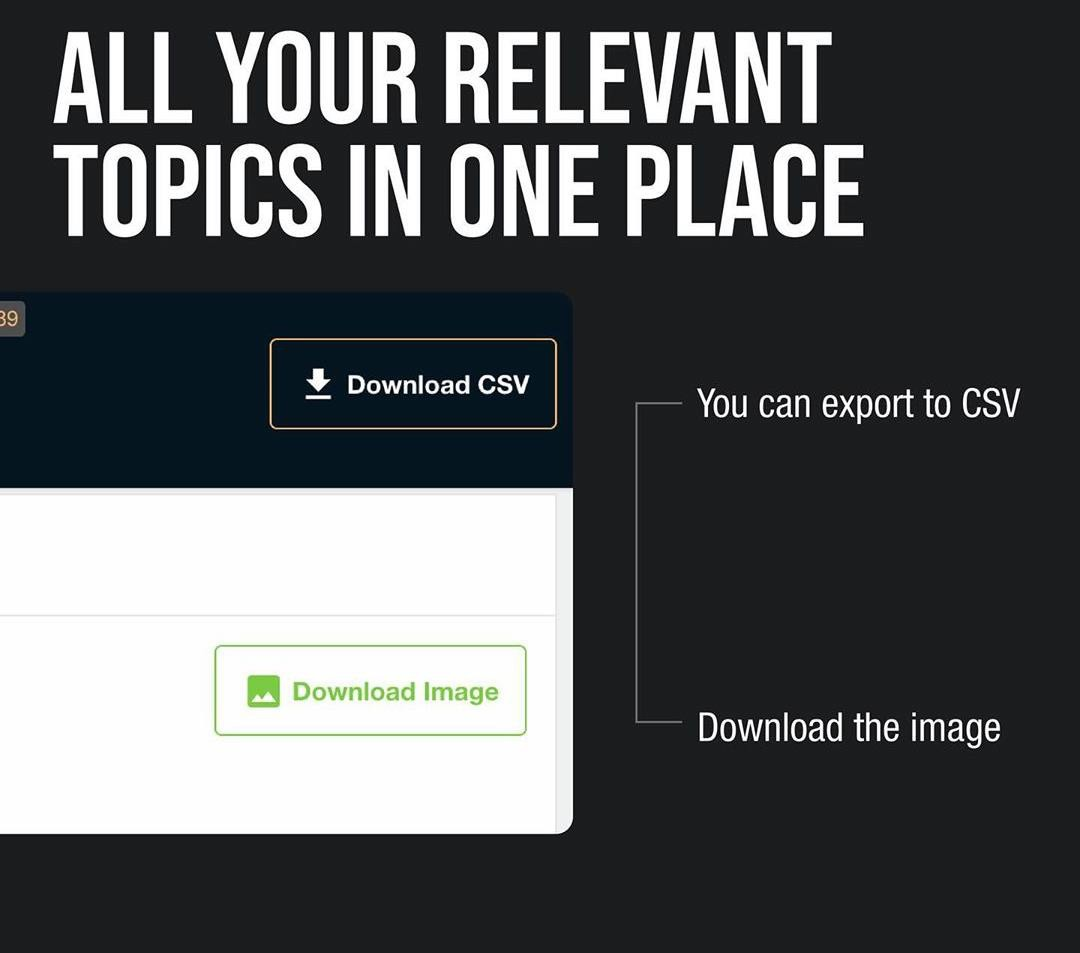 ALL YOUR RELEVANT
TOPICS IN ONE PLACE
39
Download CSV
You can export to CSV
Download Image
Download the image